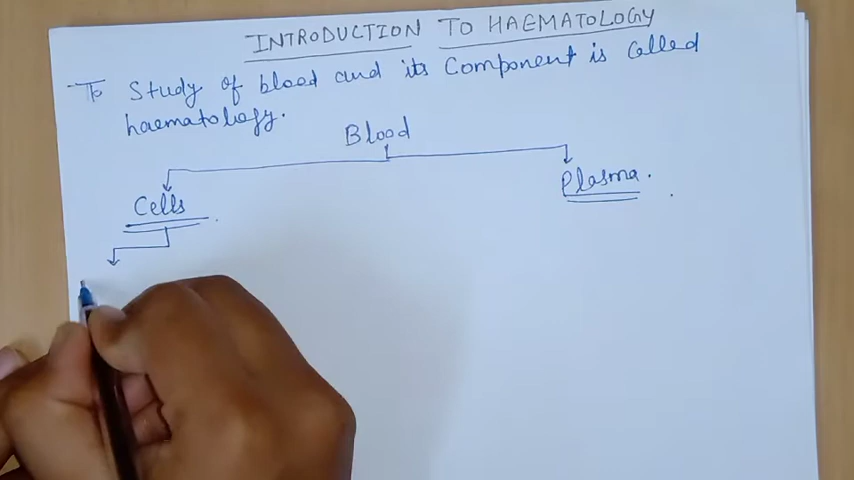 INTRODUCTION TO HAEMATOLOGY
To Study of blood and its Component is Called
haematology.
Blood
Cells
Plasma.